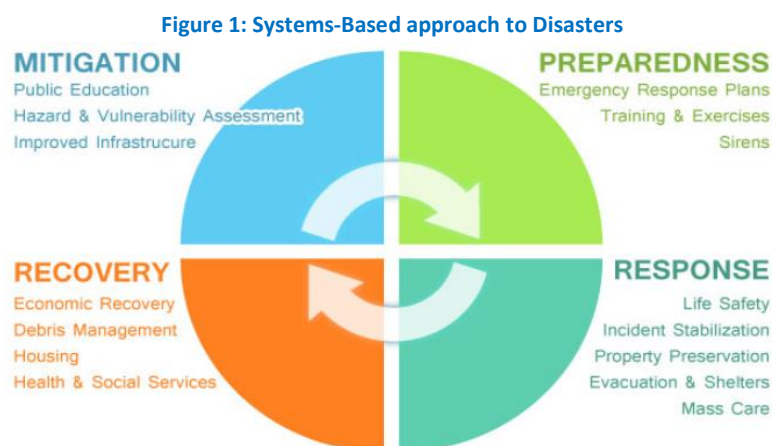 Figure 1: Systems-Based approach to Disasters
MITIGATION
Public Education
Hazard & Vulnerability Assessment
Improved Infrastrucure
PREPAREDNESS
Emergency Response Plans
Training & Exercises
Sirens
RECOVERY
Economic Recovery
Debris Management
Housing
Health & Social Services
RESPONSE
Life Safety
Incident Stabilization
Property Preservation
Evacuation & Shelters
Mass Care